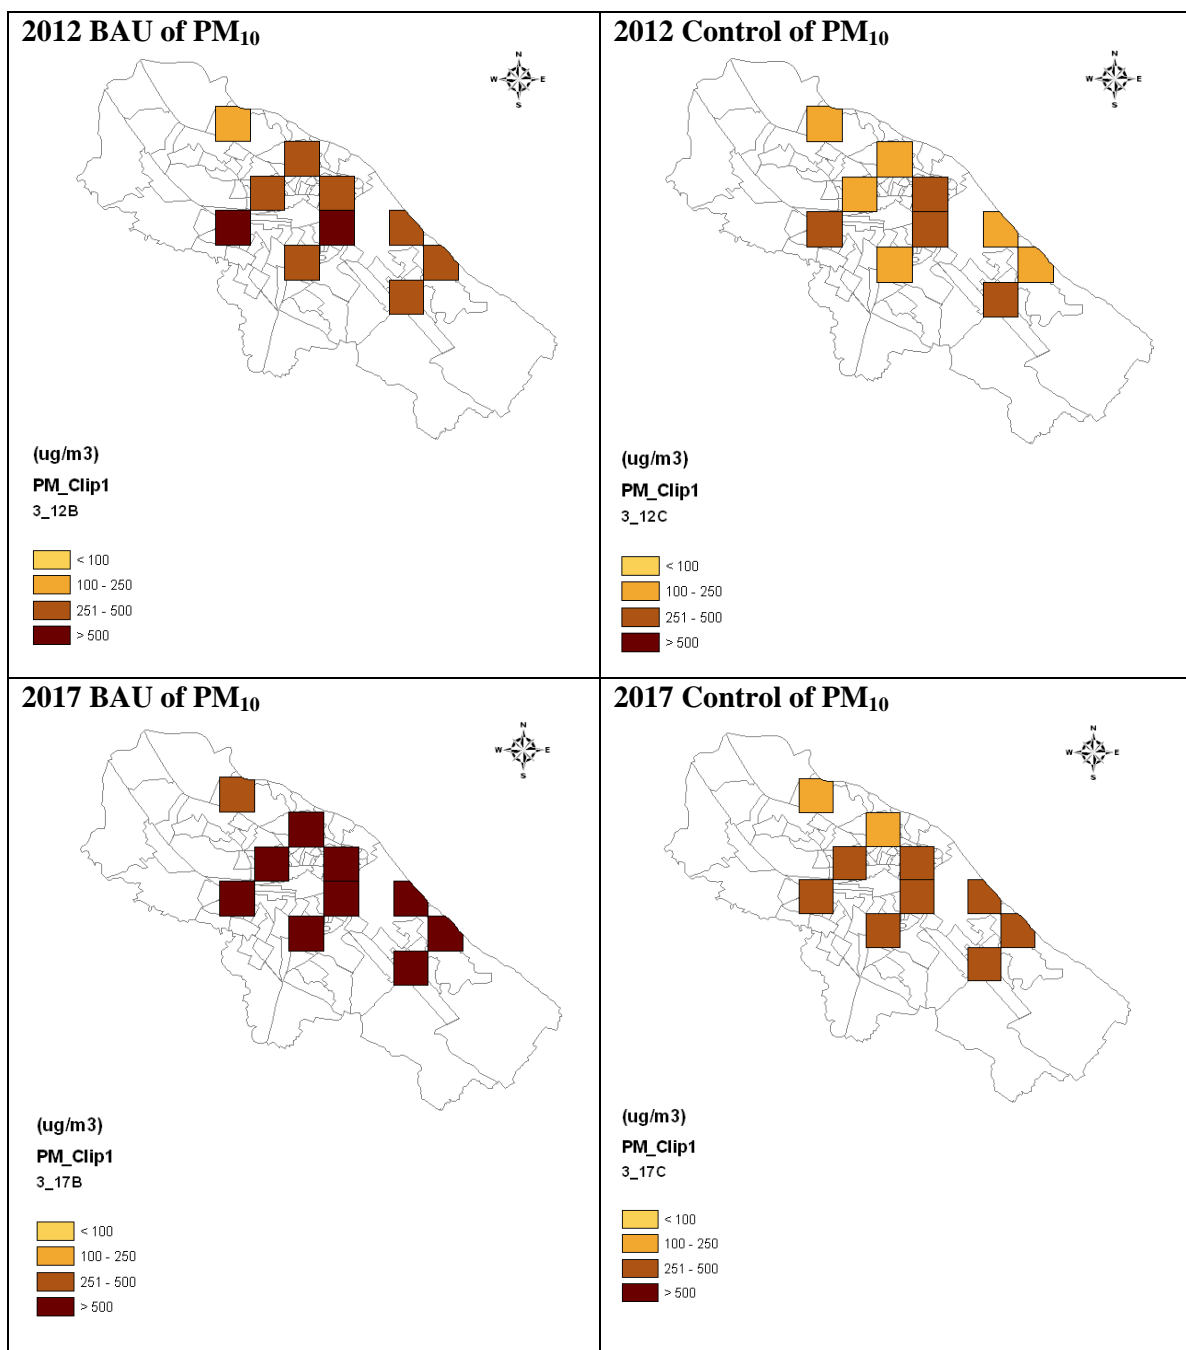 2012 BAU of PM₁₀
N
W E
S
(ug/m3)
PM_Clip1
3_12B
< 100
100 - 250
251 - 500
> 500
2012 Control of PM₁₀
N
W E
S
(ug/m3)
PM_Clip1
3_12C
< 100
100 - 250
251 - 500
> 500
2017 BAU of PM₁₀
N
W E
S
(ug/m3)
PM_Clip1
3_17B
< 100
100 - 250
251 - 500
> 500
2017 Control of PM₁₀
N
W E
S
(ug/m3)
PM_Clip1
3_17C
< 100
100 - 250
251 - 500
> 500